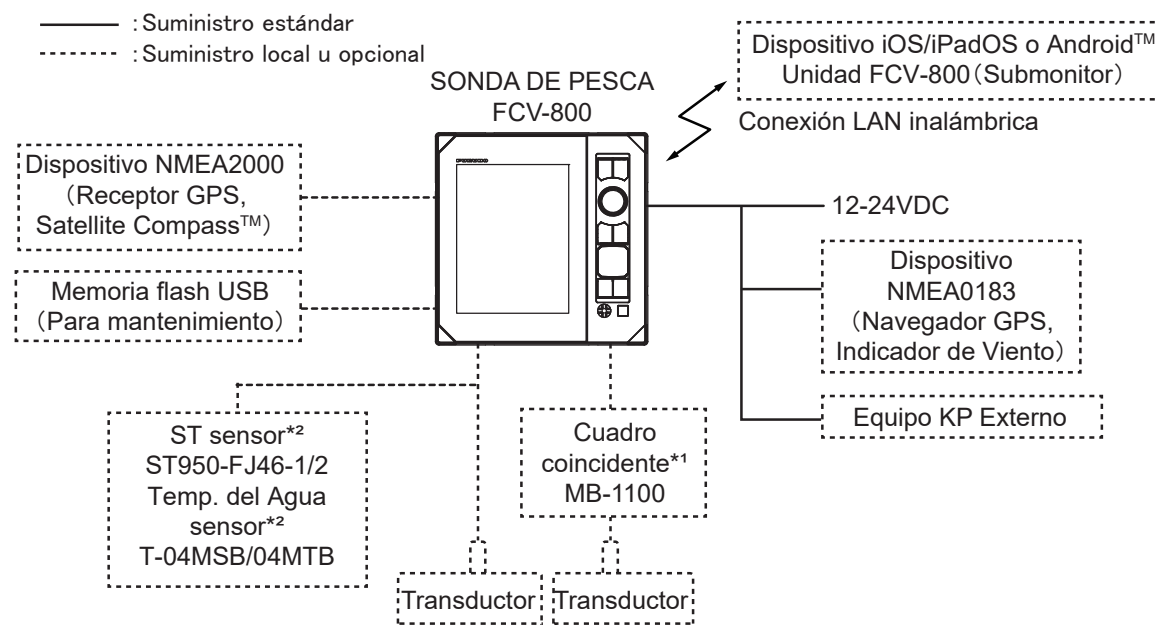 : Suministro estándar
: Suministro local u opcional
SONDA DE PESCA
FCV-800
Dispositivo iOS/iPadOS o Android™
Unidad FCV-800(Submonitor)
Conexión LAN inalámbrica
Dispositivo NMEA2000
(Receptor GPS,
Satellite Compass™)
Memoria flash USB
(Para mantenimiento)
12-24VDC
Dispositivo
NMEA0183
(Navegador GPS,
Indicador de Viento)
Equipo KP Externo
ST sensor*²
ST950-FJ46-1/2
Temp. del Agua
sensor*²
T-04MSB/04MTB
Cuadro
coincidente*¹
MB-1100
Transductor
Transductor